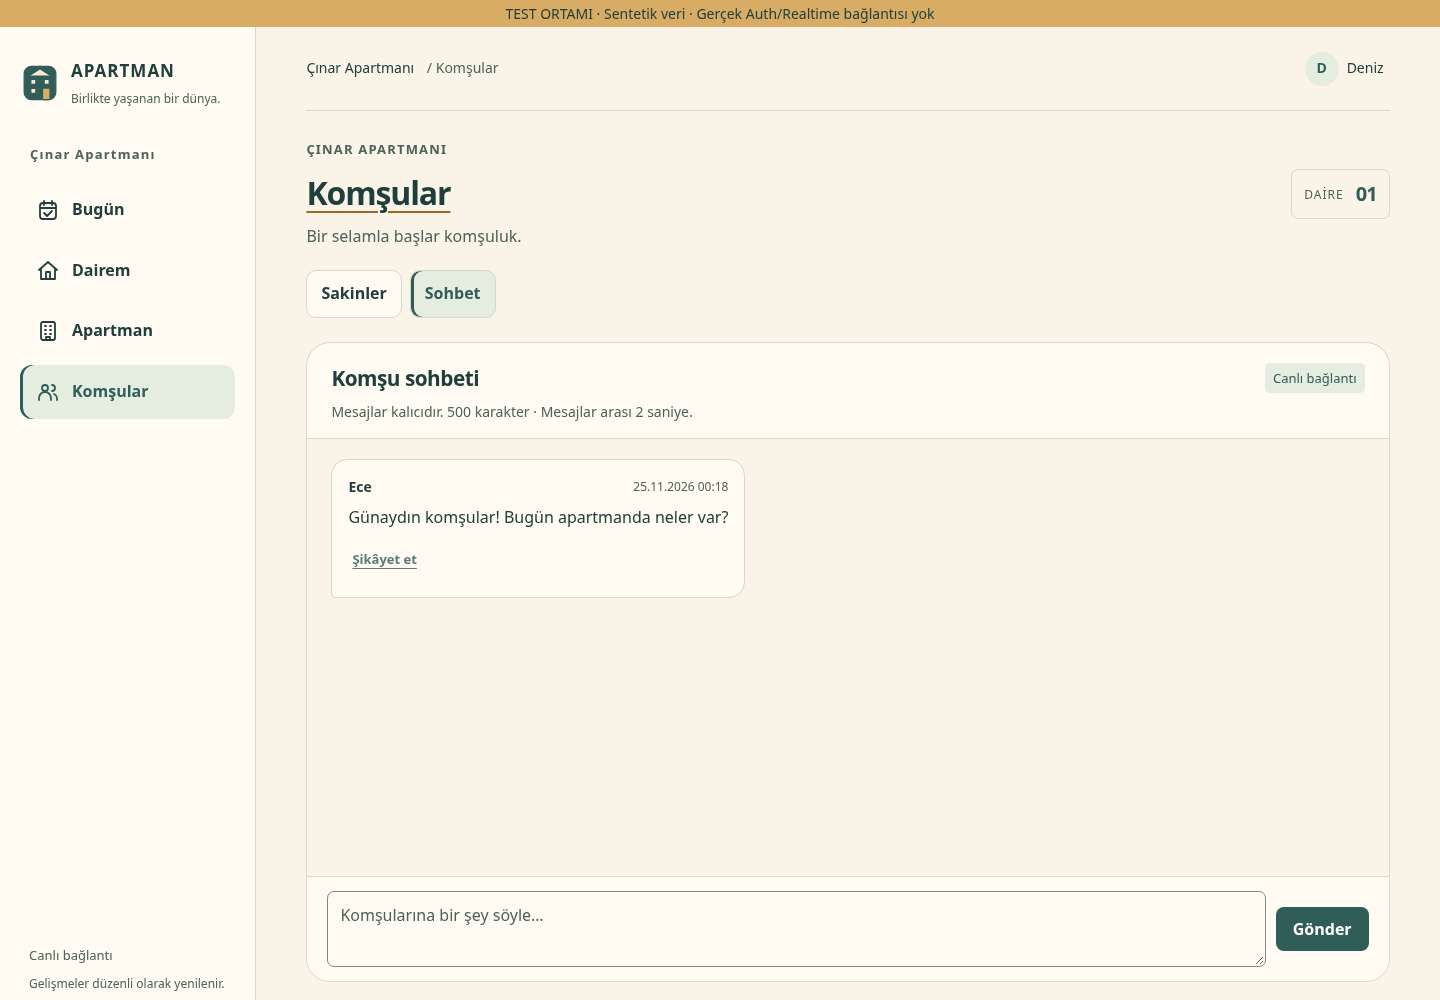 TEST ORTAMI · Sentetik veri · Gerçek Auth/Realtime bağlantısı yok
APARTMAN
Birlikte yaşanan bir dünya.
Çınar Apartmanı
Bugün
Dairem
Apartman
Komşular
Canlı bağlantı
Gelişmeler düzenli olarak yenilenir.
Çınar Apartmanı / Komşular
D Deniz
ÇINAR APARTMANI
Komşular
DAİRE 01
Bir selamla başlar komşuluk.
Sakinler Sohbet
Komşu sohbeti
Canlı bağlantı
Mesajlar kalıcıdır. 500 karakter · Mesajlar arası 2 saniye.
Ece 25.11.2026 00:18
Günaydın komşular! Bugün apartmanda neler var?
Şikâyet et
Komşularına bir şey söyle…
Gönder